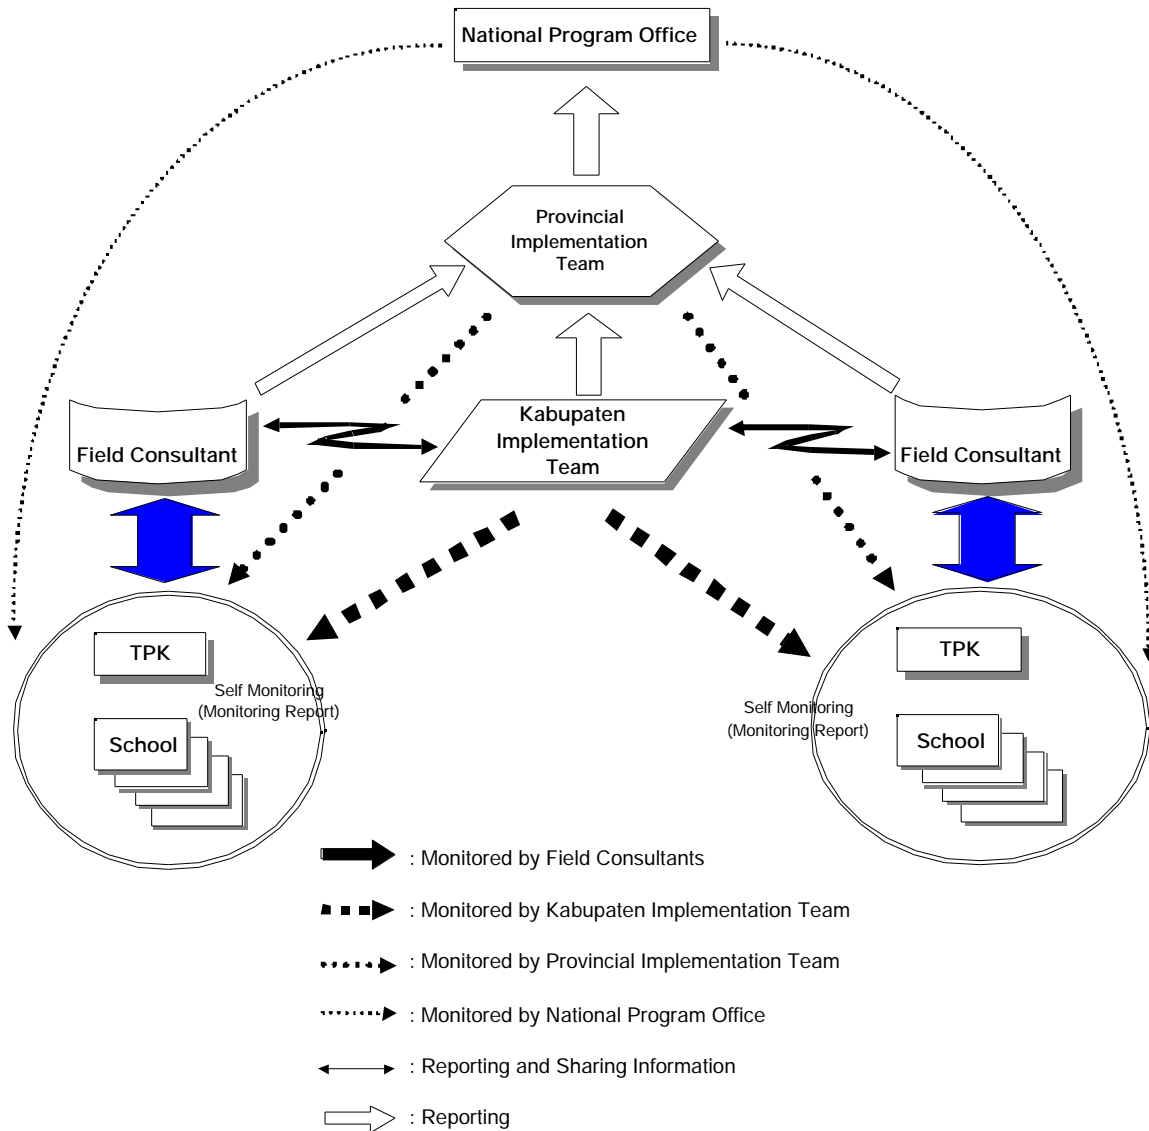 National Program Office
Provincial
Implementation
Team
Kabupaten
Implementation
Team
Field Consultant
Field Consultant
TPK
Self Monitoring
(Monitoring Report)
School
TPK
Self Monitoring
(Monitoring Report)
School
: Monitored by Field Consultants
: Monitored by Kabupaten Implementation Team
: Monitored by Provincial Implementation Team
: Monitored by National Program Office
: Reporting and Sharing Information
: Reporting